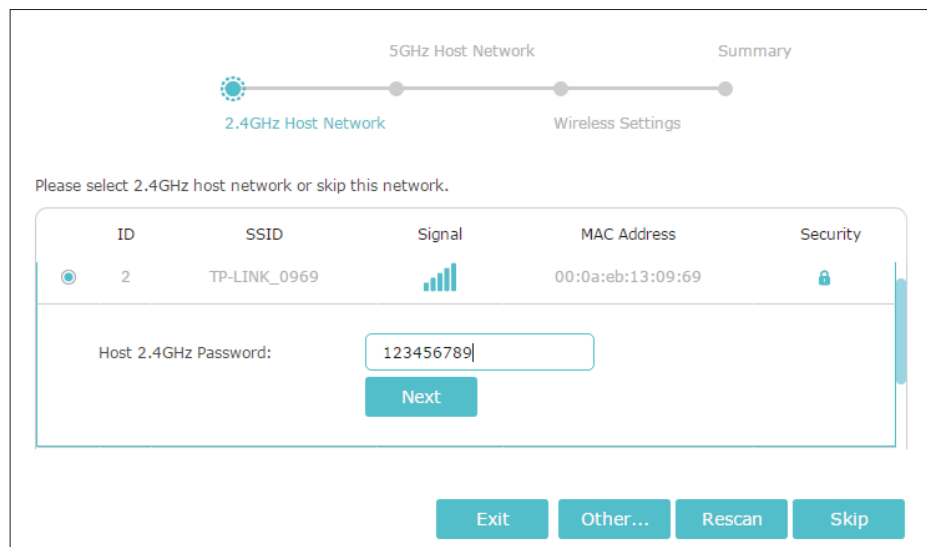 5GHz Host Network Summary
2.4GHz Host Network Wireless Settings
Please select 2.4GHz host network or skip this network.
ID SSID Signal MAC Address Security
2 TP-LINK_0969 00:0a:eb:13:09:69
Host 2.4GHz Password: 123456789
Next
Exit Other... Rescan Skip